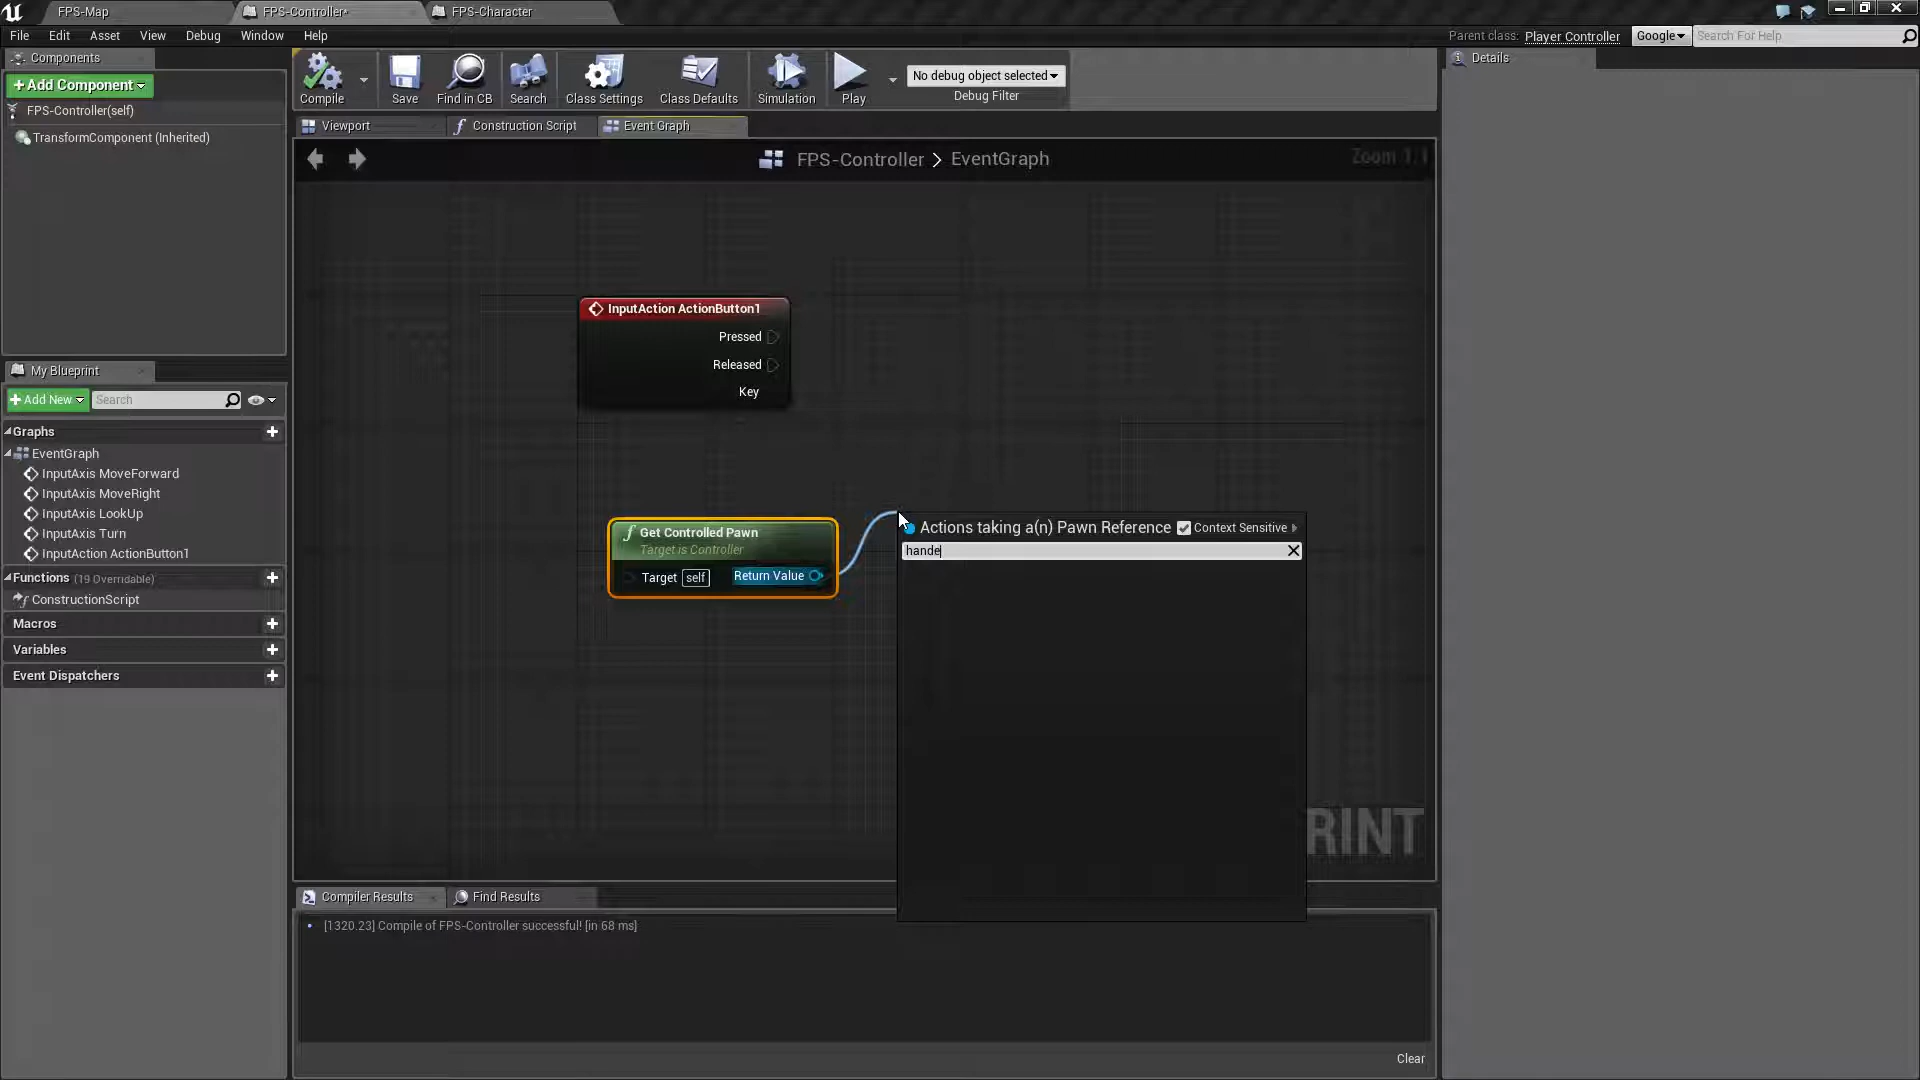 FPS-Map
FPS-Controller*
FPS-Character
File Edit Asset View Debug Window Help
Parent class: Player Controller Google Search For Help
Components
Details
+Add Component
Compile Save Find in CB Search Class Settings Class Defaults Simulation Play
No debug object selected
Debug Filter
FPS-Controller(self)
TransformComponent (Inherited)
Viewport
Construction Script
Event Graph
FPS-Controller > EventGraph
Zoom 1:1
InputAction ActionButton1
Pressed
Released
Key
My Blueprint
+Add New Search
Graphs
EventGraph
InputAxis MoveForward
InputAxis MoveRight
InputAxis LookUp
InputAxis Turn
InputAction ActionButton1
Functions (19 Overridable)
ConstructionScript
Macros
Variables
Event Dispatchers
Get Controlled Pawn
Target is Controller
Target self Return Value
Actions taking a(n) Pawn Reference Context Sensitive
hande
RINT
Compiler Results
Find Results
[1320.23] Compile of FPS-Controller successful! [in 68 ms]
Clear